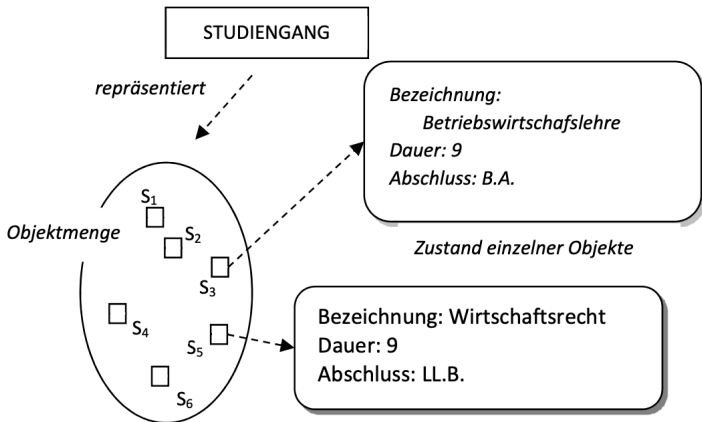 STUDIENGANG
repräsentiert
Bezeichnung:
Betriebswirtschafslehre
Dauer: 9
Abschluss: B.A.
Objektmenge
S1
S2
S3
S4
S5
S6
Zustand einzelner Objekte
Bezeichnung: Wirtschaftsrecht
Dauer: 9
Abschluss: LL.B.